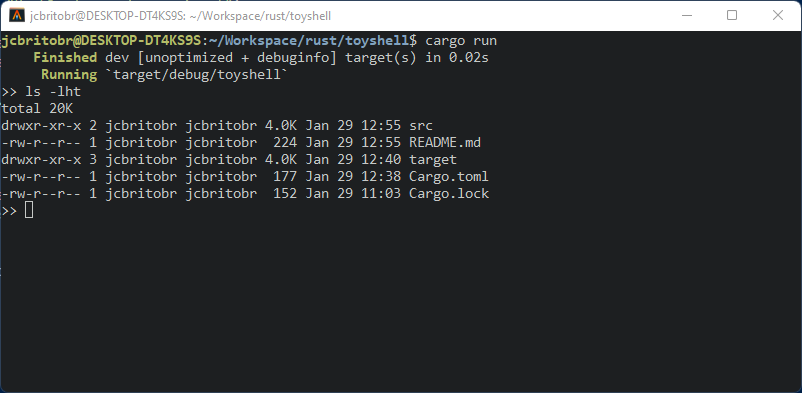 jcbritobr@DESKTOP-DT4KS9S: ~/Workspace/rust/toyshell
jcbritobr@DESKTOP-DT4KS9S:~/Workspace/rust/toyshell$ cargo run
    Finished dev [unoptimized + debuginfo] target(s) in 0.02s
     Running `target/debug/toyshell`
>> ls -lht
total 20K
drwxr-xr-x 2 jcbritobr jcbritobr 4.0K Jan 29 12:55 src
-rw-r--r-- 1 jcbritobr jcbritobr  224 Jan 29 12:55 README.md
drwxr-xr-x 3 jcbritobr jcbritobr 4.0K Jan 29 12:40 target
-rw-r--r-- 1 jcbritobr jcbritobr  177 Jan 29 12:38 Cargo.toml
-rw-r--r-- 1 jcbritobr jcbritobr  152 Jan 29 11:03 Cargo.lock
>>